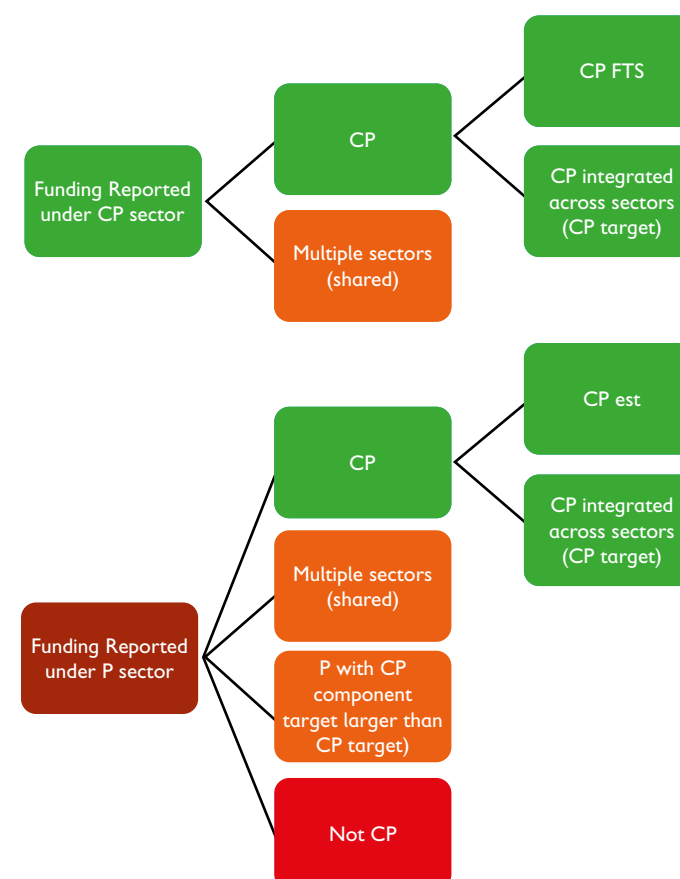 CP FTS
CP
CP integrated
across sectors
(CP target)
Funding Reported
under CP sector
Multiple sectors
(shared)
CP est
CP
CP integrated
across sectors
(CP target)
Multiple sectors
(shared)
Funding Reported
under P sector
P with CP
component
target larger than
CP target)
Not CP